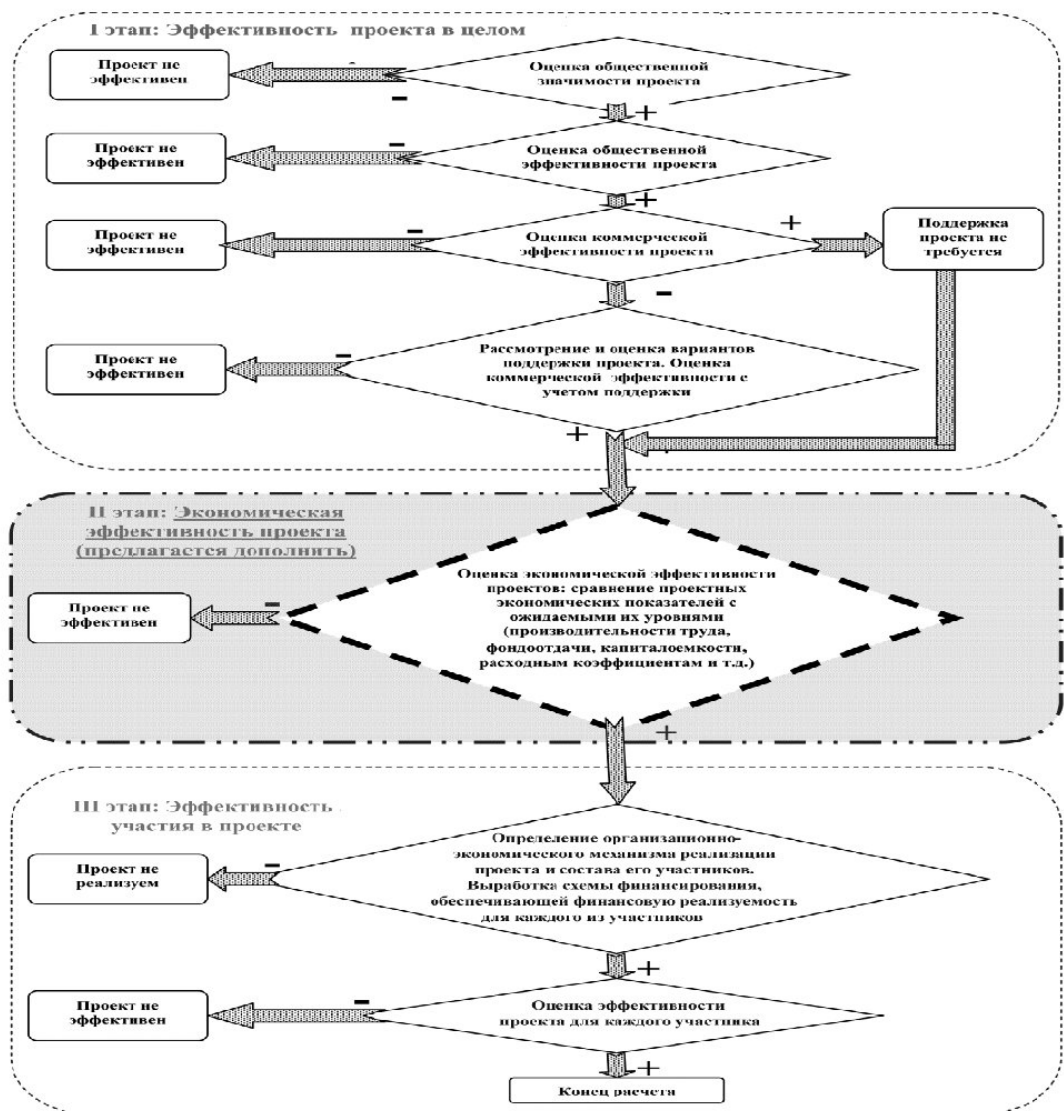 I этап: Эффективность проекта в целом
Проект не
эффективен
Оценка общественной
значимости проекта
–
+
Проект не
эффективен
–
Оценка общественной
эффективности проекта
+
Проект не
эффективен
–
Оценка коммерческой
эффективности проекта
+
Поддержка
проекта не
требуется
–
Проект не
эффективен
–
Рассмотрение и оценка вариантов
поддержки проекта. Оценка
коммерческой эффективности с
учетом поддержки
+
II этап: Экономическая
эффективность проекта
(предлагается дополнить)
Проект не
эффективен
–
Оценка экономической эффективности
проектов: сравнение проектных
экономических показателей с
ожидаемыми их уровнями
(производительности труда,
фондоотдачи, капиталоемкости,
расходным коэффициентам и т.д.)
+
III этап: Эффективность
участия в проекте
Проект не
реализуем
–
Определение организационно-
экономического механизма реализации
проекта и состава его участников.
Выработка схемы финансирования,
обеспечивающей финансовую реализуемость
для каждого из участников
+
Проект не
эффективен
–
Оценка эффективности
проекта для каждого участника
+
Конец расчета